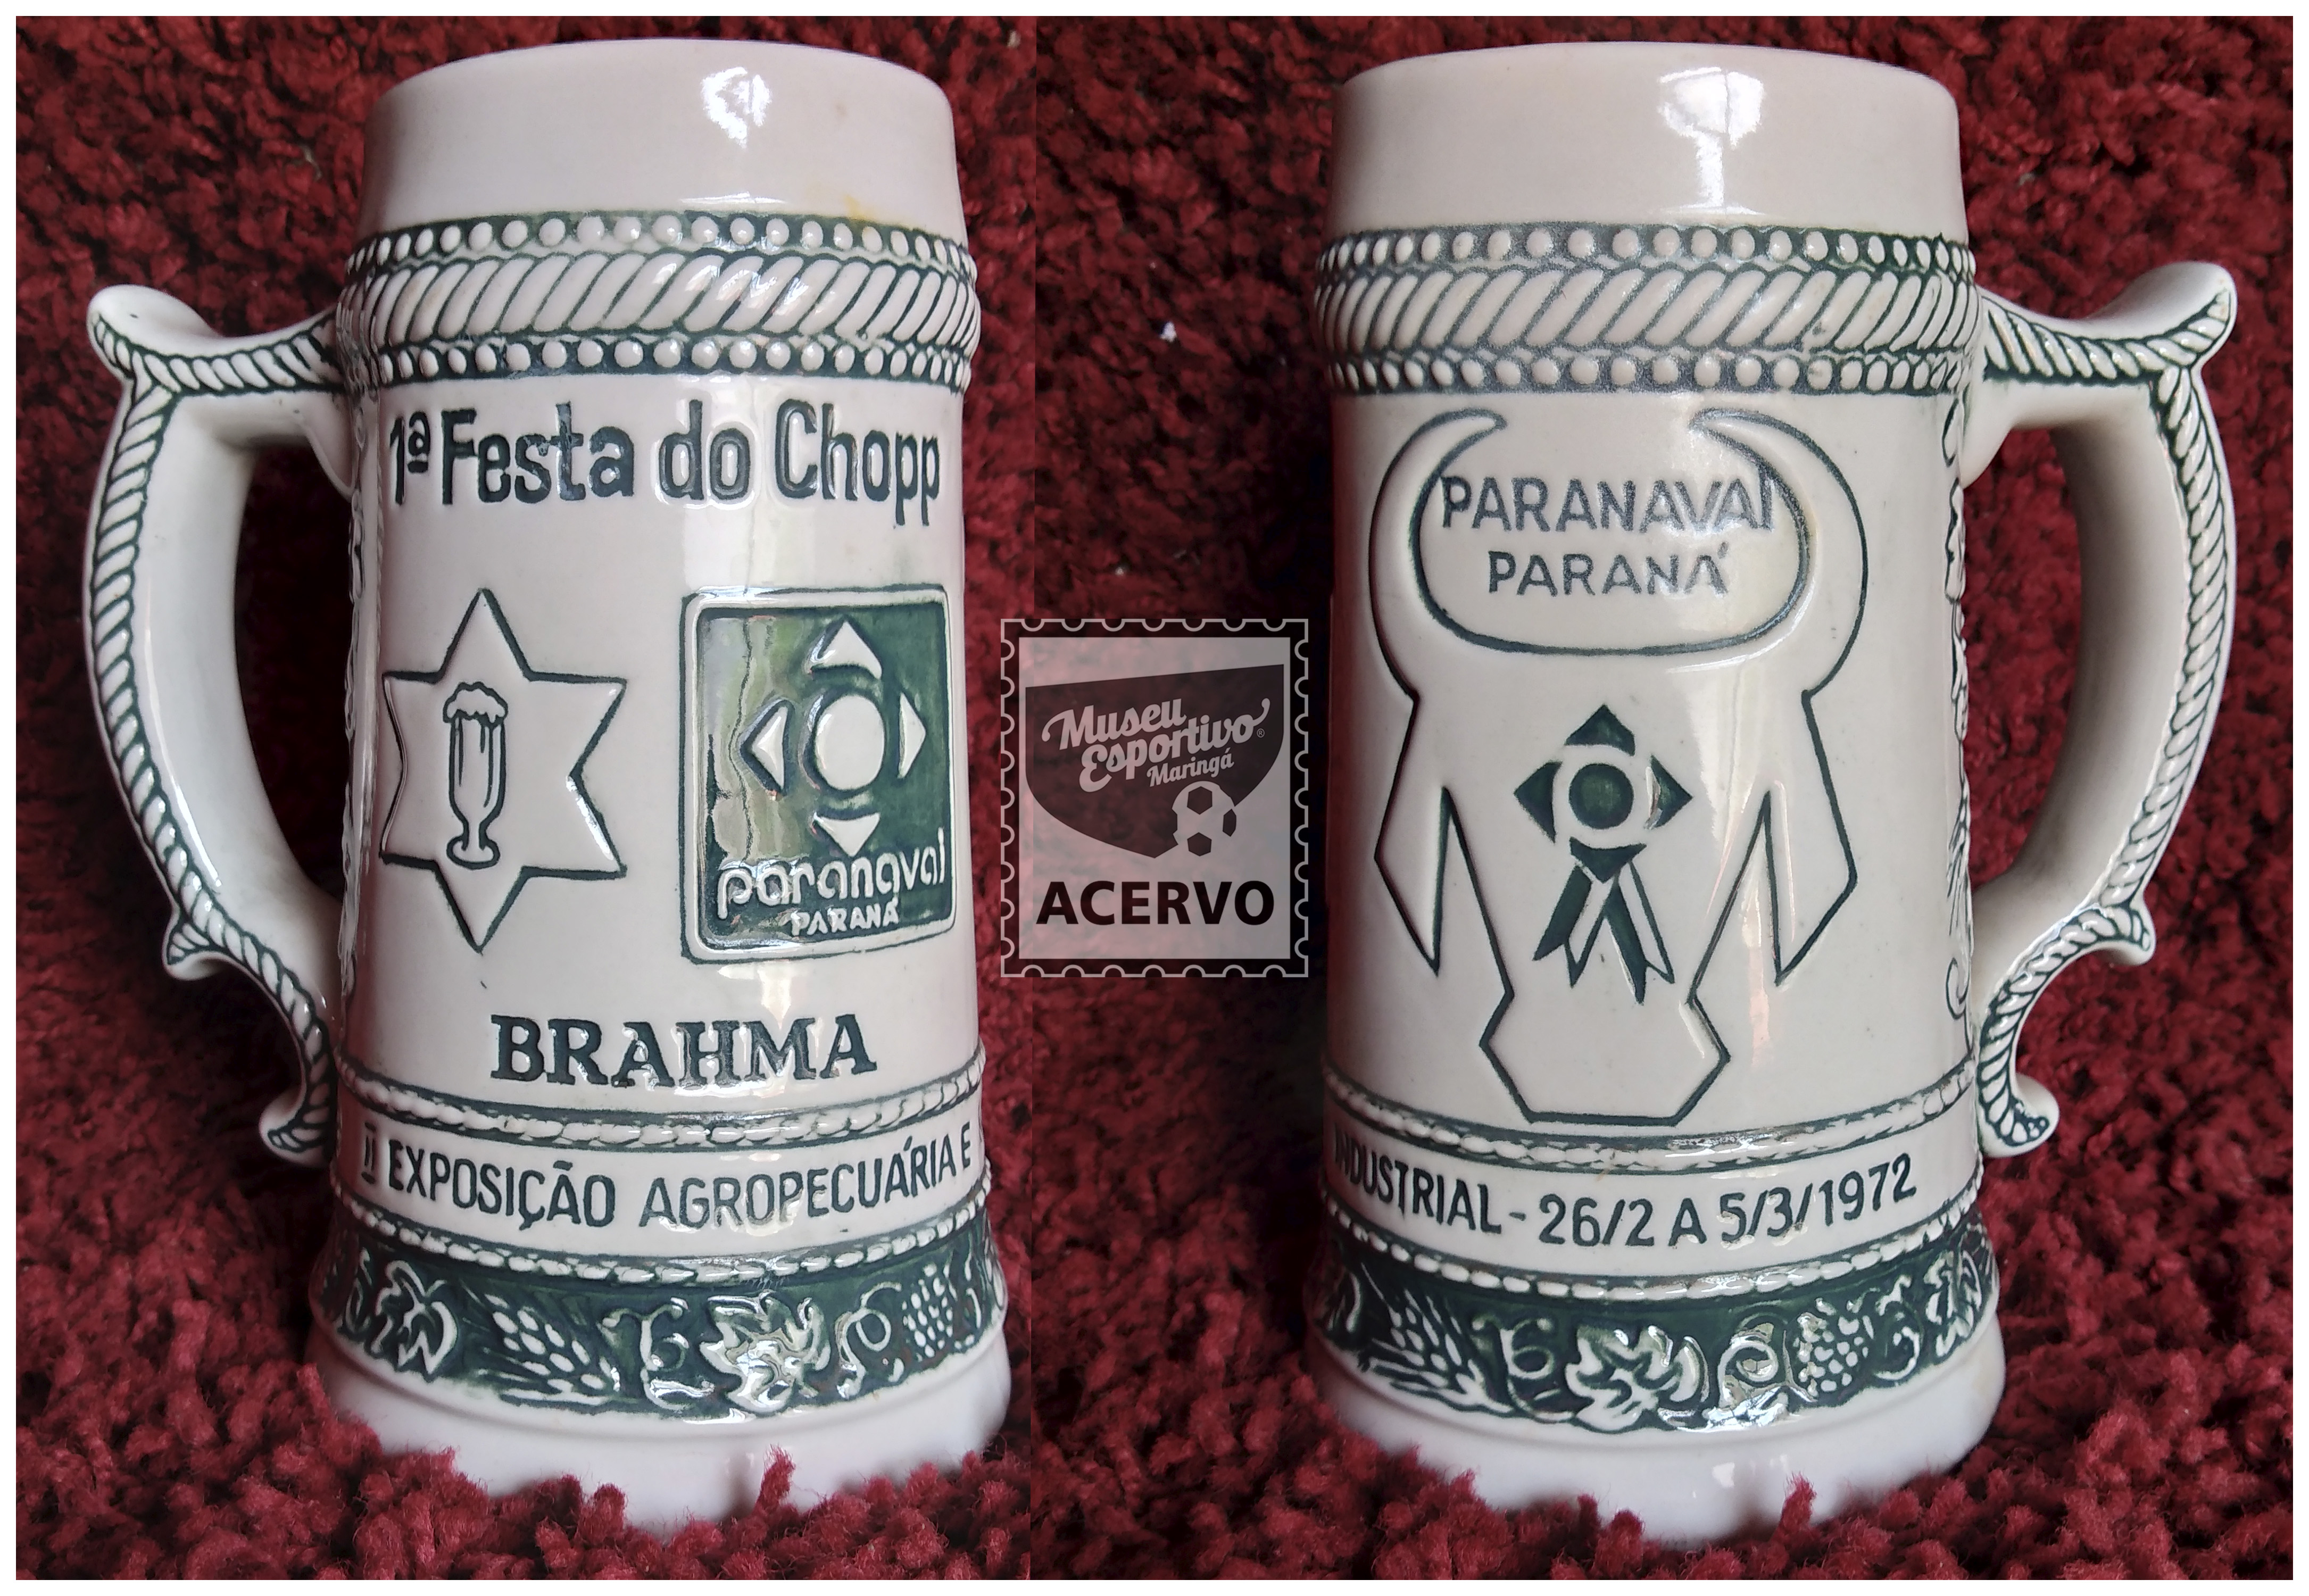 1ª Festa do Chopp
paranavaí
PARANÁ
BRAHMA
II EXPOSIÇÃO AGROPECUÁRIA E
Museu
Esportivo®
Maringá
ACERVO
PARANAVAÍ
PARANÁ
INDUSTRIAL - 26/2 A 5/3/1972